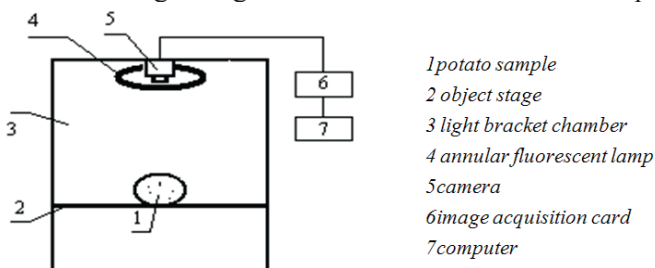 4
5
6
7
3
2
1
1potato sample
2 object stage
3 light bracket chamber
4 annular fluorescent lamp
5camera
6image acquisition card
7computer